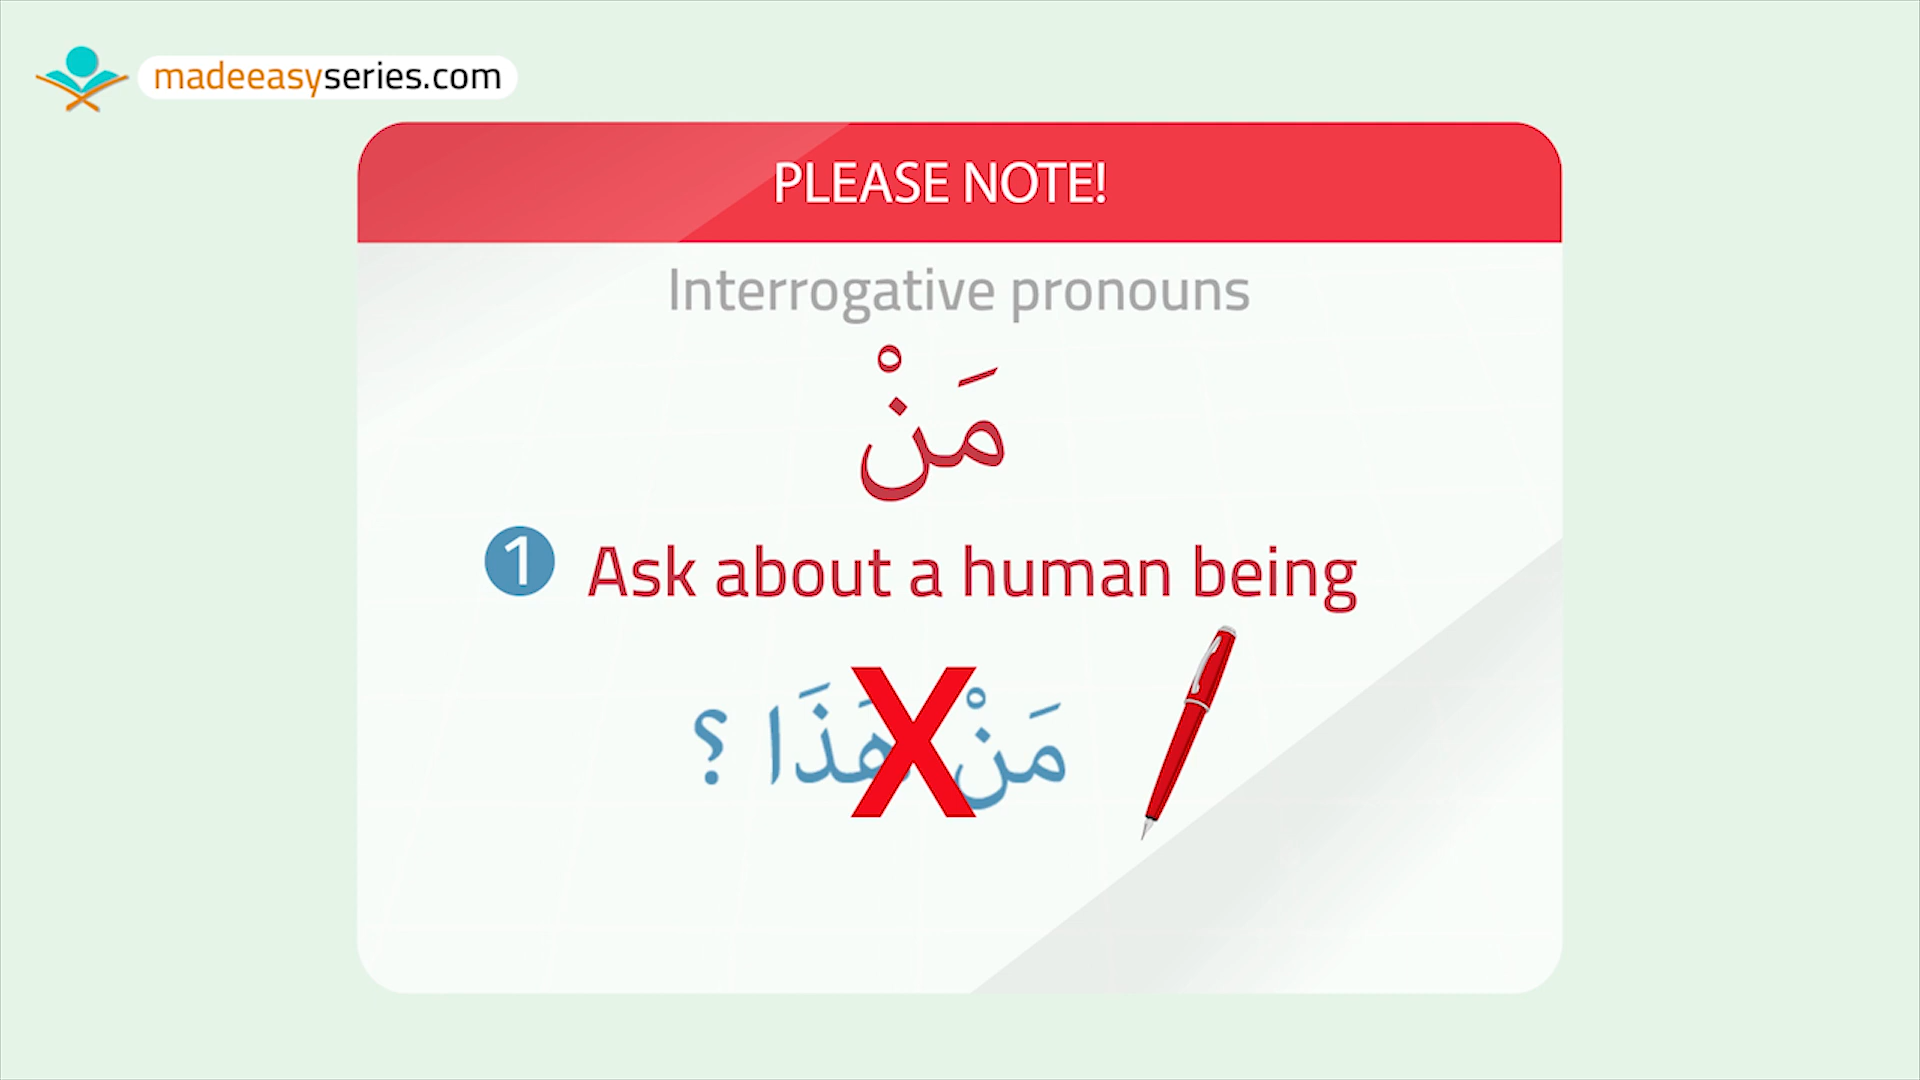 madeeasyseries.com
PLEASE NOTE!
Interrogative pronouns
مَنْ
1 Ask about a human being
مَنْ هَذَا ؟
X